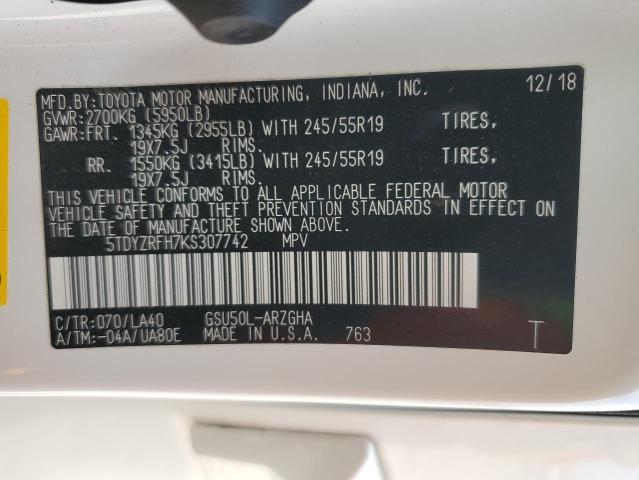 MFD.BY:TOYOTA MOTOR MANUFACTURING, INDIANA, INC. 12/18
GVWR:2700KG (5950LB)
GAWR:FRT. 1345KG (2955LB) WITH 245/55R19 TIRES,
19X7.5J RIMS.
RR. 1550KG (3415LB) WITH 245/55R19 TIRES,
19X7.5J RIMS.
THIS VEHICLE CONFORMS TO ALL APPLICABLE FEDERAL MOTOR
VEHICLE SAFETY AND THEFT PREVENTION STANDARDS IN EFFECT ON
THE DATE OF MANUFACTURE SHOWN ABOVE.
5TDYZRFH7KS307742 MPV
C/TR:070/LA40 GSU50L-ARZGHA
A/TM:-04A/UA80E MADE IN U.S.A. 763 T